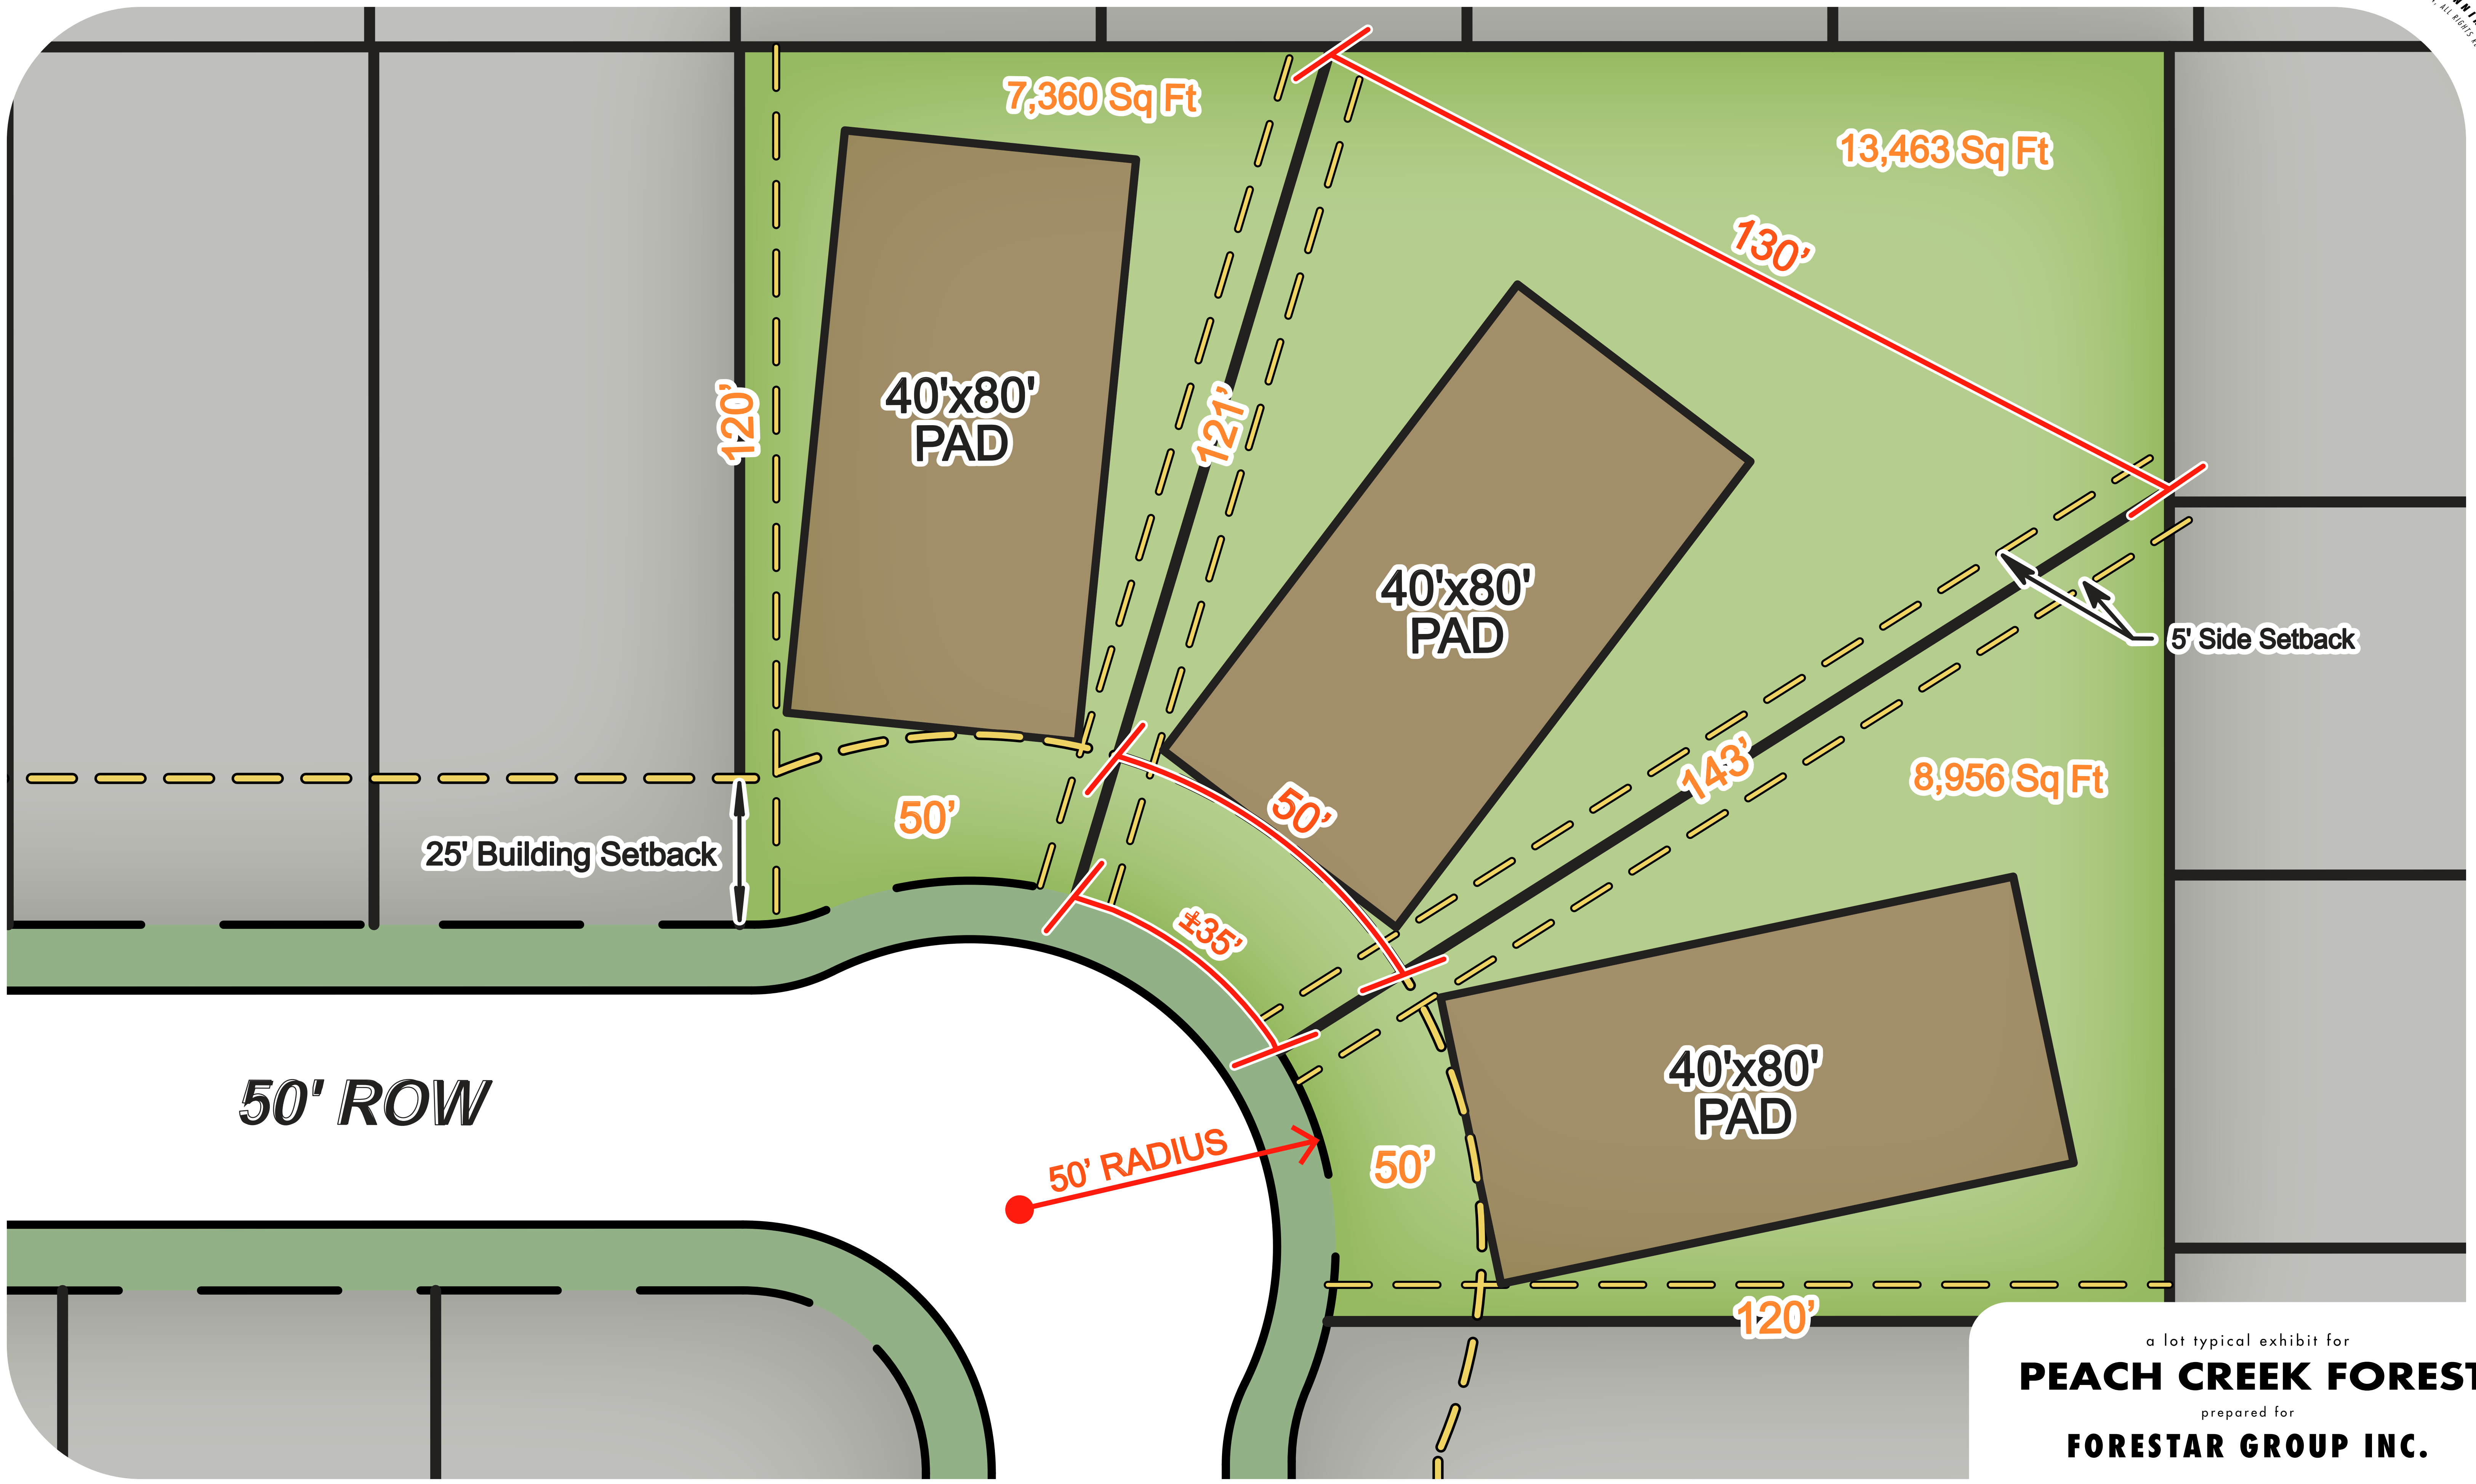 7,360 Sq Ft
13,463 Sq Ft
130’
40'x80'
PAD
120’
121’
40'x80'
PAD
5' Side Setback
143’
8,956 Sq Ft
50’
50’
25' Building Setback
±35’
40'x80'
PAD
50' ROW
50’ RADIUS
50’
120’
a lot typical exhibit for
PEACH CREEK FOREST
prepared for
FORESTAR GROUP INC.